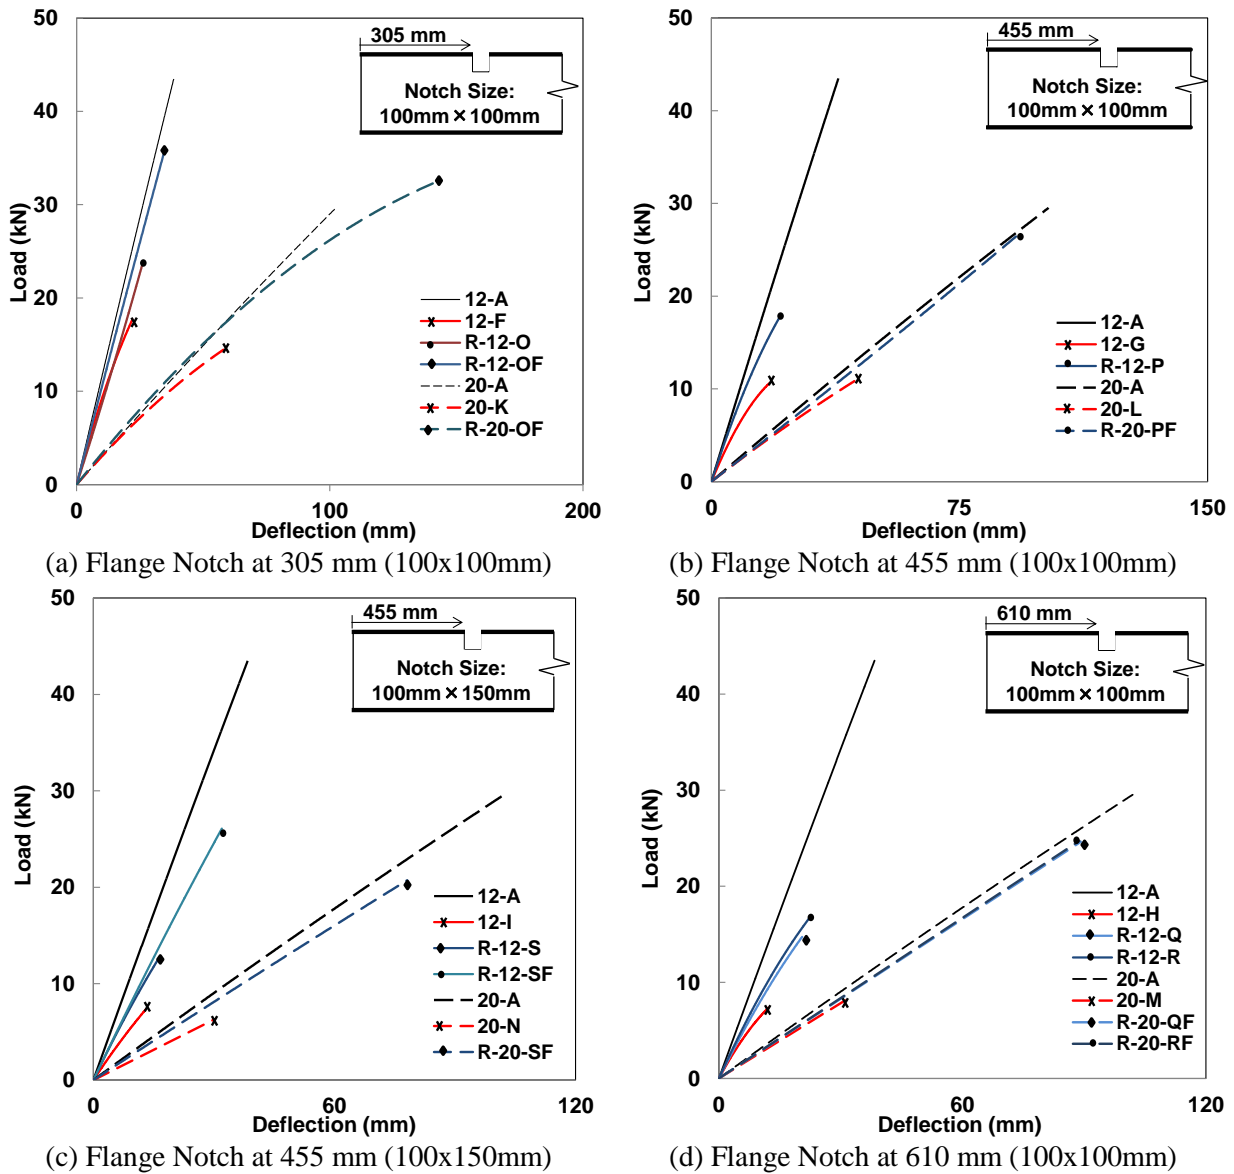 50
40
30
20
10
0
0
100
200
Load (kN)
Deflection (mm)
305 mm
Notch Size:
100mm × 100mm
12-A
12-F
R-12-O
R-12-OF
20-A
20-K
R-20-OF
(a) Flange Notch at 305 mm (100x100mm)
50
40
30
20
10
0
0
75
150
Load (kN)
Deflection (mm)
455 mm
Notch Size:
100mm × 100mm
12-A
12-G
R-12-P
20-A
20-L
R-20-PF
(b) Flange Notch at 455 mm (100x100mm)
50
40
30
20
10
0
0
60
120
Load (kN)
Deflection (mm)
455 mm
Notch Size:
100mm × 150mm
12-A
12-I
R-12-S
R-12-SF
20-A
20-N
R-20-SF
(c) Flange Notch at 455 mm (100x150mm)
50
40
30
20
10
0
0
60
120
Load (kN)
Deflection (mm)
610 mm
Notch Size:
100mm × 100mm
12-A
12-H
R-12-Q
R-12-R
20-A
20-M
R-20-QF
R-20-RF
(d) Flange Notch at 610 mm (100x100mm)